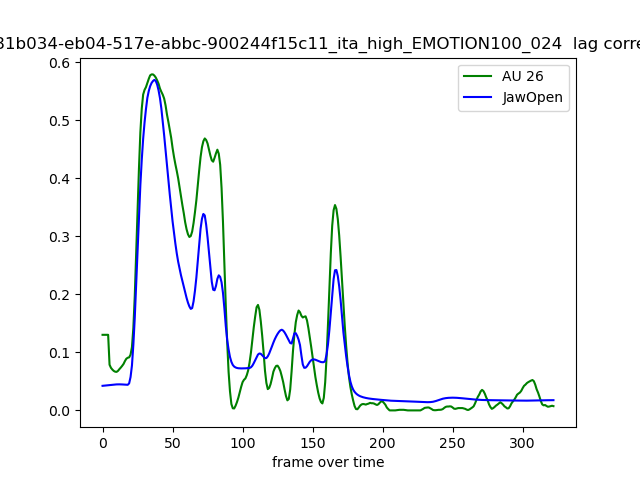 31b034-eb04-517e-abbc-900244f15c11_ita_high_EMOTION100_024 lag corre
AU 26
JawOpen
0.6
0.5
0.4
0.3
0.2
0.1
0.0
0 50 100 150 200 250 300
frame over time